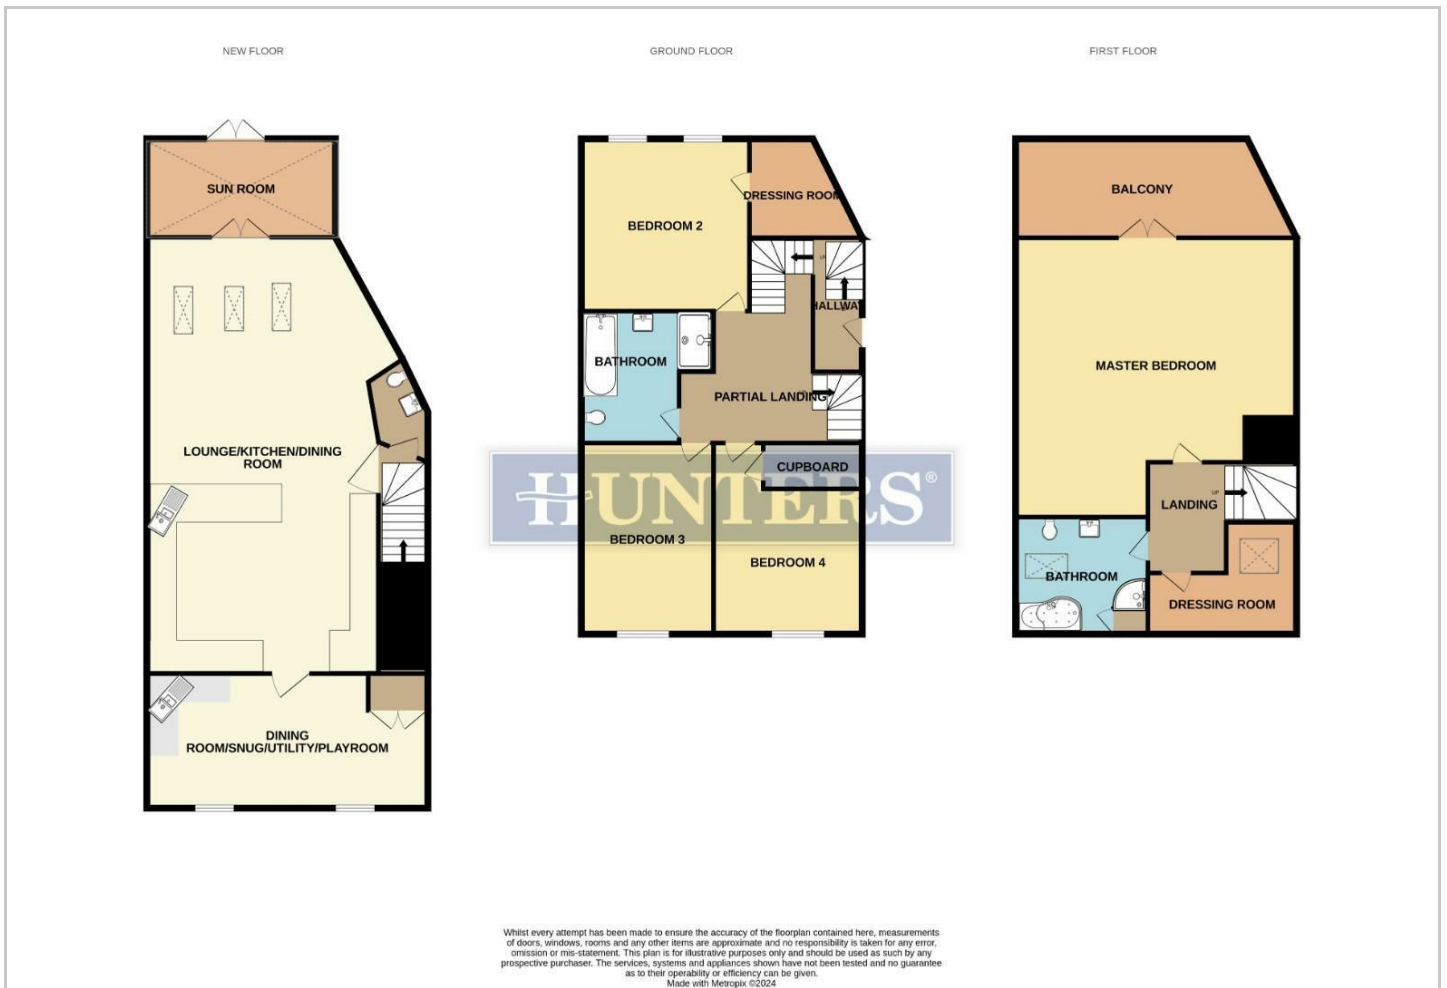 NEW FLOOR
GROUND FLOOR
FIRST FLOOR
SUN ROOM
LOUNGE/KITCHEN/DINING
ROOM
DINING
ROOM/SNUG/UTILITY/PLAYROOM
BEDROOM 2
DRESSING ROOM
UP
HALLWAY
BATHROOM
PARTIAL LANDING
CUPBOARD
HUNTERS®
BEDROOM 3
BEDROOM 4
BALCONY
MASTER BEDROOM
UP
LANDING
BATHROOM
DRESSING ROOM
Whilst every attempt has been made to ensure the accuracy of the floorplan contained here, measurements
of doors, windows, rooms and any other items are approximate and no responsibility is taken for any error,
omission or mis-statement. This plan is for illustrative purposes only and should be used as such by any
prospective purchaser. The services, systems and appliances shown have not been tested and no guarantee
as to their operability or efficiency can be given.
Made with Metropix ©2024